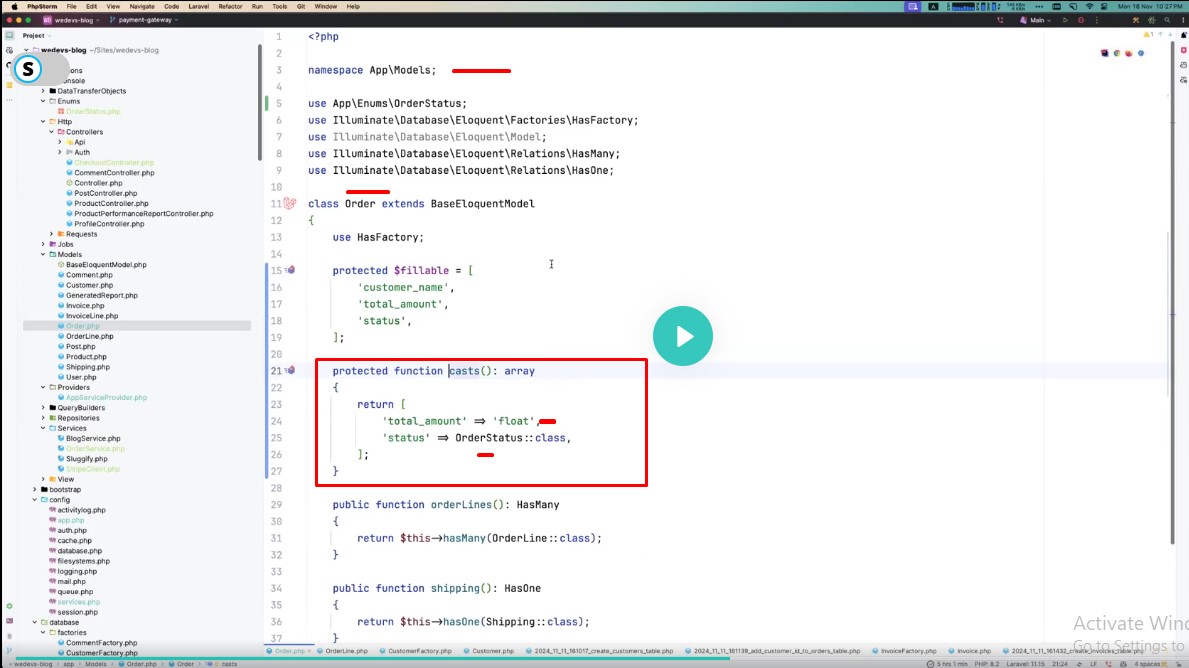 PhpStorm File Edit View Navigate Code Laravel Refactor Run Tools Git Window Help
Mon 18 Nov 10:27 PM
wedevs-blog payment-gateway Main
Project
wedevs-blog ~/Sites/wedevs-blog
S
DataTransferObjects
Enums
OrderStatus.php
Http
Controllers
Api
Auth
CheckoutController.php
CommentController.php
Controller.php
PostController.php
ProductController.php
ProductPerformanceReportController.php
ProfileController.php
Requests
Jobs
Models
BaseEloquentModel.php
Comment.php
Customer.php
GeneratedReport.php
Invoice.php
InvoiceLine.php
Order.php
OrderLine.php
Post.php
Product.php
Shipping.php
User.php
Providers
AppServiceProvider.php
QueryBuilders
Repositories
Services
BlogService.php
OrderService.php
Sluggify.php
StripeClient.php
View
bootstrap
config
activitylog.php
app.php
auth.php
cache.php
database.php
filesystems.php
logging.php
mail.php
queue.php
services.php
session.php
database
factories
CommentFactory.php
CustomerFactory.php
1 <?php
2
3 namespace App\Models;
4
5 use App\Enums\OrderStatus;
6 use Illuminate\Database\Eloquent\Factories\HasFactory;
7 use Illuminate\Database\Eloquent\Model;
8 use Illuminate\Database\Eloquent\Relations\HasMany;
9 use Illuminate\Database\Eloquent\Relations\HasOne;
10
11 class Order extends BaseEloquentModel
12 {
13 use HasFactory;
14
15 protected $fillable = [
16 'customer_name',
17 'total_amount',
18 'status',
19 ];
20
21 protected function casts(): array
22 {
23 return [
24 'total_amount' => 'float',
25 'status' => OrderStatus::class,
26 ];
27 }
28
29 public function orderLines(): HasMany
30 {
31 return $this->hasMany(OrderLine::class);
32 }
33
34 public function shipping(): HasOne
35 {
36 return $this->hasOne(Shipping::class);
37 }
Activate Wind
Go to Settings to
Order.php OrderLine.php CustomerFactory.php Customer.php 2024_11_11_161017_create_customers_table.php 2024_11_11_161139_add_customer_id_to_orders_table.php InvoiceFactory.php Invoice.php 2024_11_11_161432_create_invoices_table.php
wedevs-blog > app > Models > Order.php > Order > casts 5 hrs 1 min PHP: 8.2 Laravel: 11.15 21:24 LF UTF-8 4 spaces